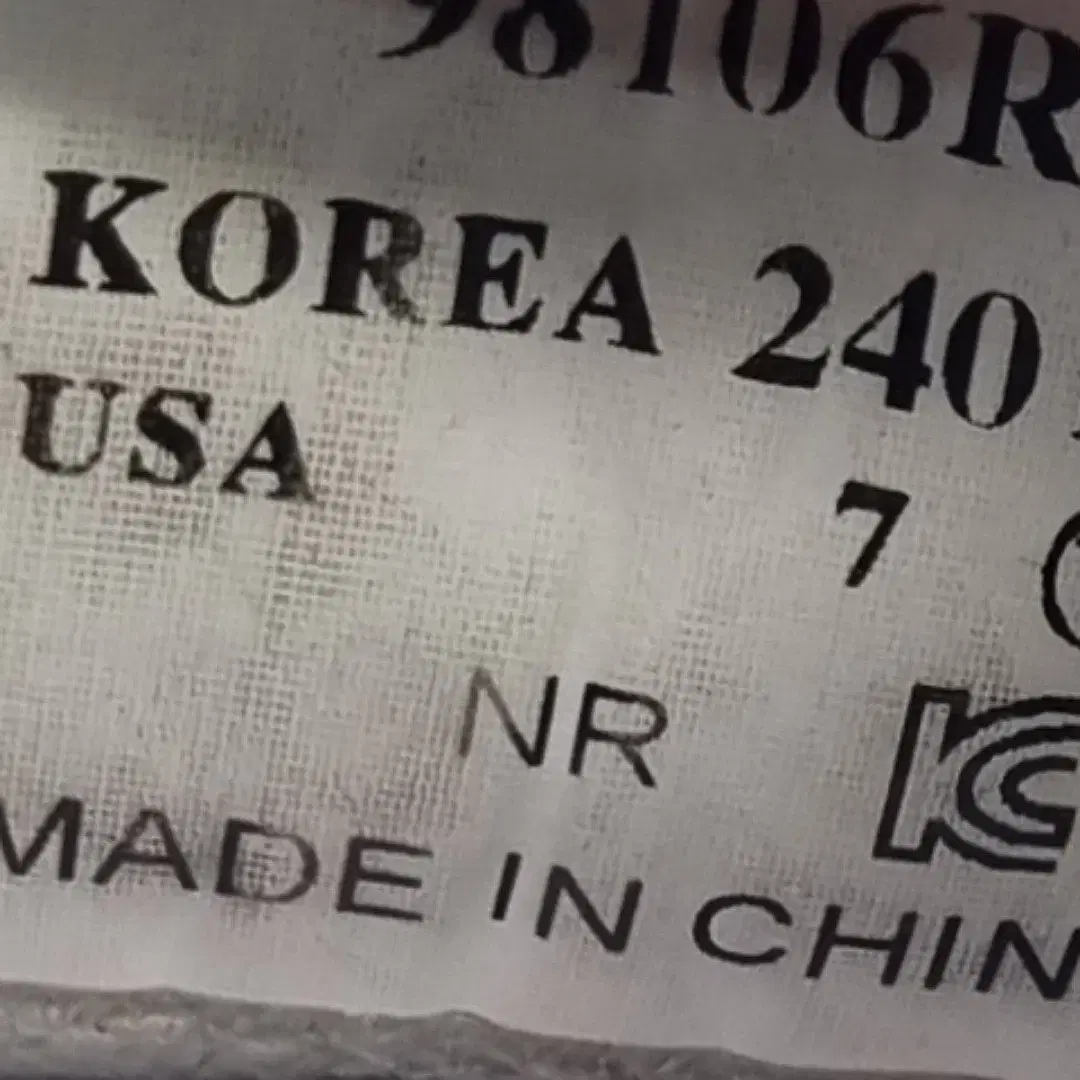 98106R
KOREA 240
USA 7
NR
MADE IN CHIN